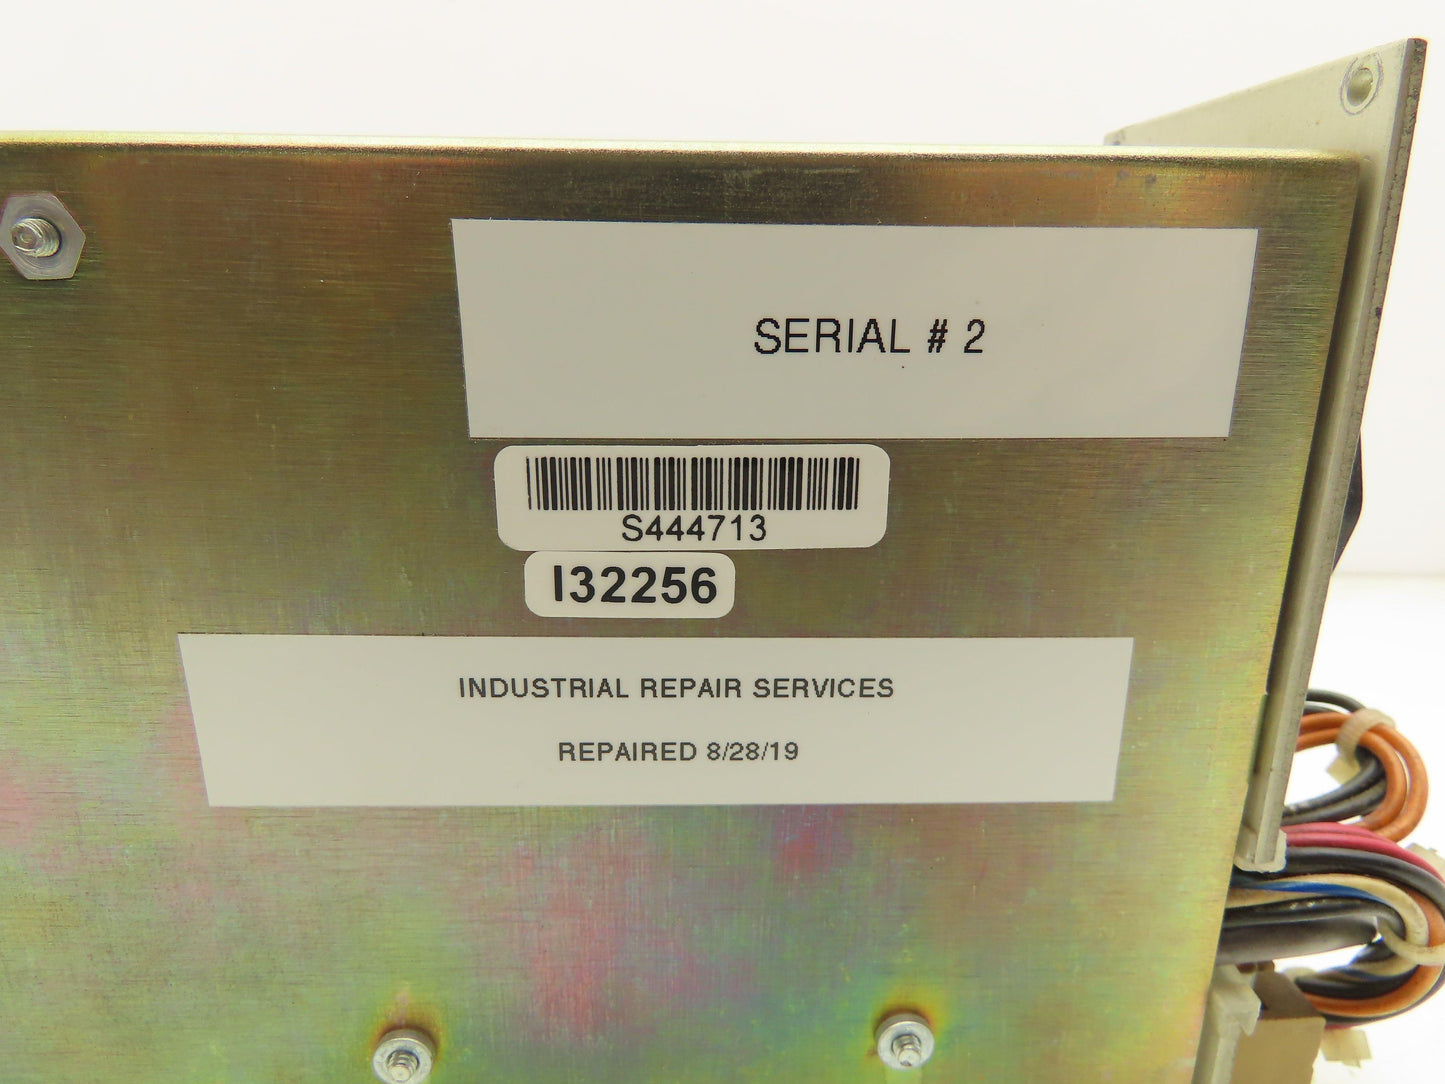 SERIAL # 2
S444713
I32256
INDUSTRIAL REPAIR SERVICES
REPAIRED 8/28/19